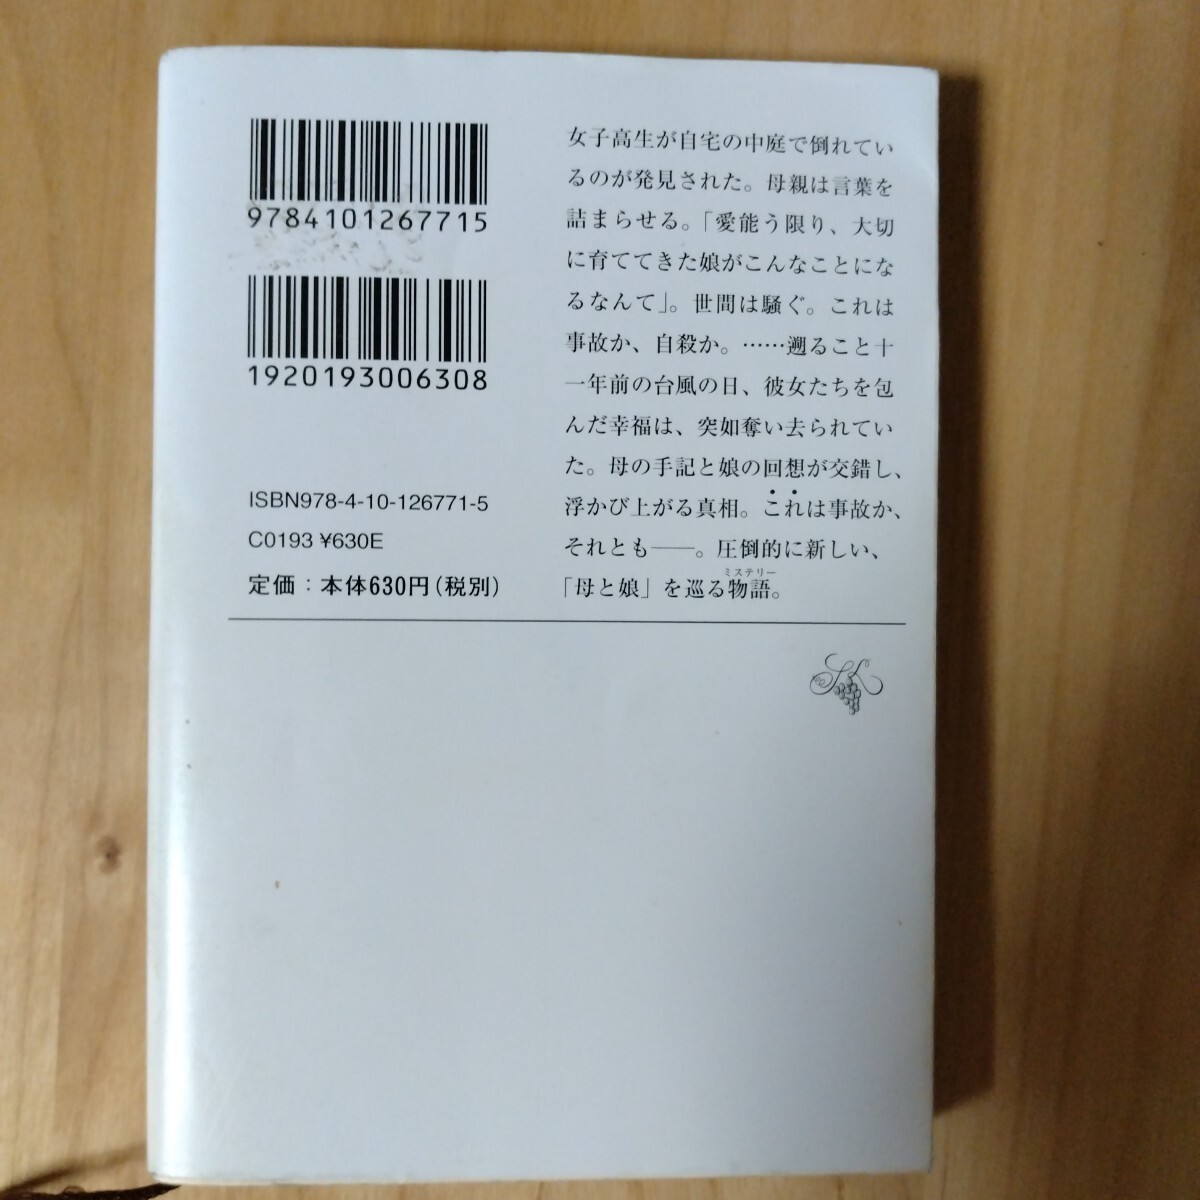 9784101267715
1920193006308
ISBN978-4-10-126771-5
C0193 ¥630E
定価：本体630円（税別）
女子高生が自宅の中庭で倒れてい
るのが発見された。母親は言葉を
詰まらせる。「愛能う限り、大切
に育ててきた娘がこんなことにな
るなんて」。世間は騒ぐ。これは
事故か、自殺か。……遡ること十
一年前の台風の日、彼女たちを包
んだ幸福は、突如奪い去られてい
た。母の手記と娘の回想が交錯し、
浮かび上がる真相。これは事故か、
それとも――。圧倒的に新しい、
ミステリー
「母と娘」を巡る物語。